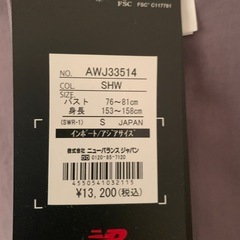 FSC
FSC® C117791
NO. AWJ33514
COL. SHW
SIZE
バスト 76~81cm
身長 153~158cm
(SWR-1) S JAPAN
インポート/アジアサイズ
株式会社 ニューバランス ジャパン
0120-85-7120
4550541032115
¥13,200(税込)